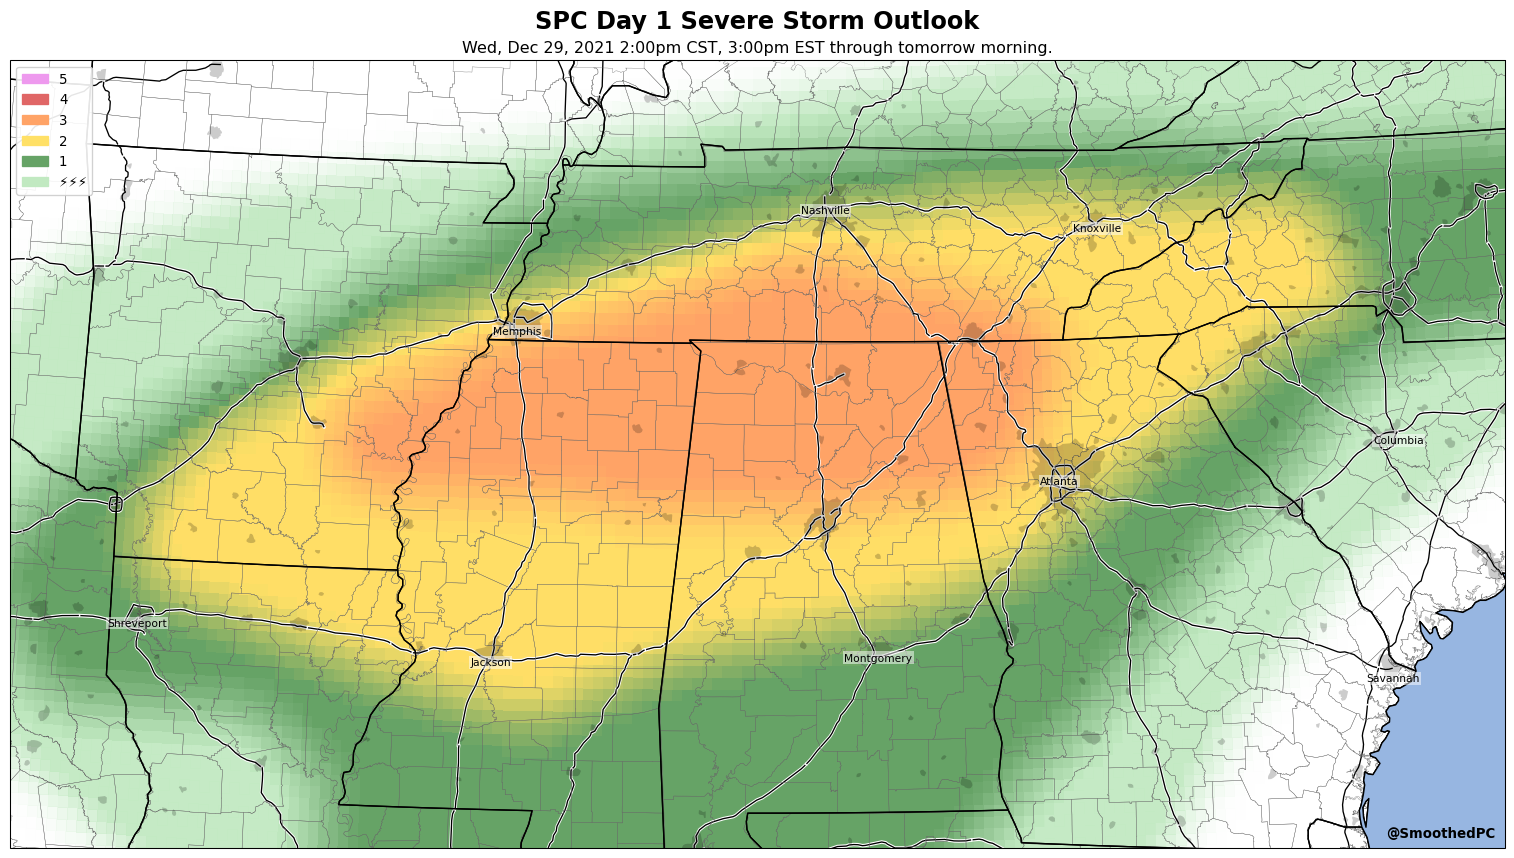 SPC Day 1 Severe Storm Outlook
Wed, Dec 29, 2021 2:00pm CST, 3:00pm EST through tomorrow morning.
5
4
3
2
1
⚡⚡⚡
Nashville
Knoxville
Memphis
Columbia
Atlanta
Shreveport
Jackson
Montgomery
Savannah
@SmoothedPC